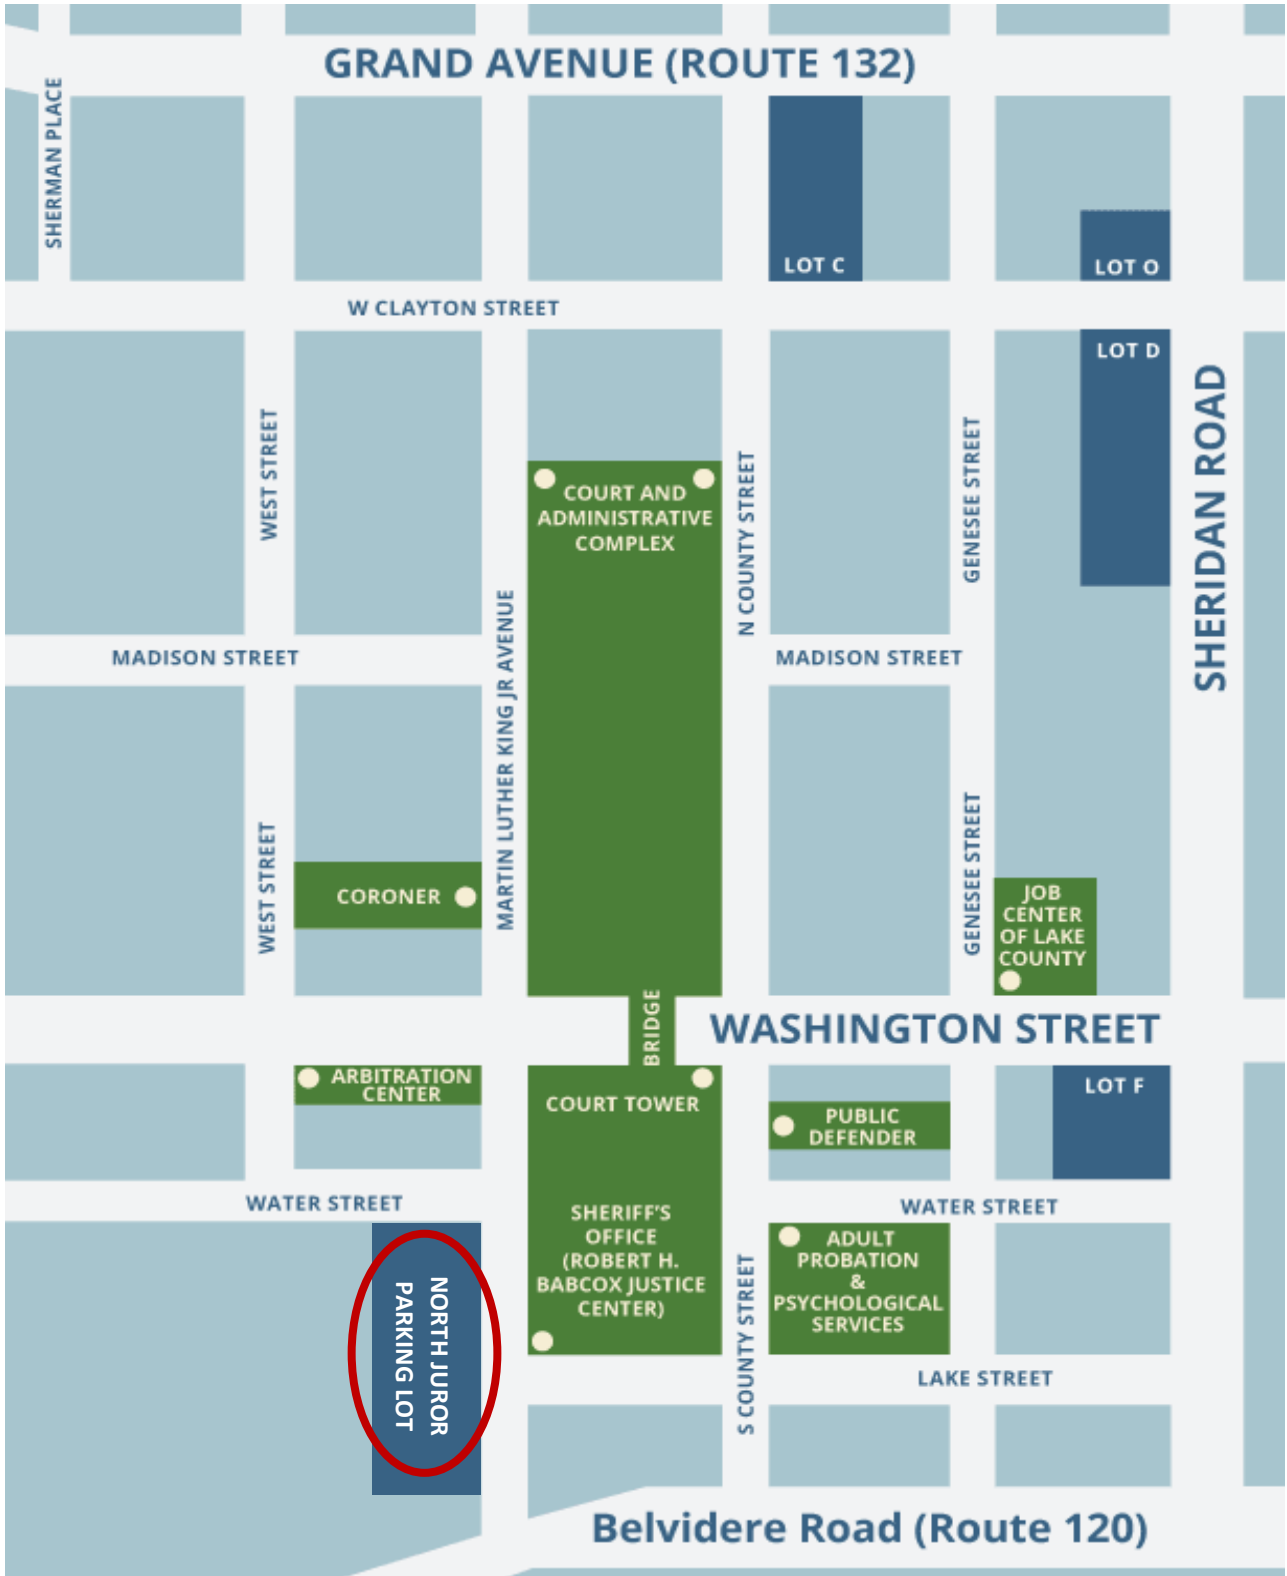 GRAND AVENUE (ROUTE 132)
SHERMAN PLACE
LOT C
LOT O
W CLAYTON STREET
LOT D
WEST STREET
COURT AND
ADMINISTRATIVE
COMPLEX
N COUNTY STREET
GENESEE STREET
SHERIDAN ROAD
MADISON STREET
MARTIN LUTHER KING JR AVENUE
MADISON STREET
WEST STREET
CORONER
GENESEE STREET
JOB
CENTER
OF LAKE
COUNTY
BRIDGE
WASHINGTON STREET
ARBITRATION
CENTER
COURT TOWER
PUBLIC
DEFENDER
LOT F
WATER STREET
WATER STREET
SHERIFF'S
OFFICE
(ROBERT H.
BABCOX JUSTICE
CENTER)
ADULT
PROBATION
&
PSYCHOLOGICAL
SERVICES
NORTH JUROR
PARKING LOT
S COUNTY STREET
LAKE STREET
Belvidere Road (Route 120)